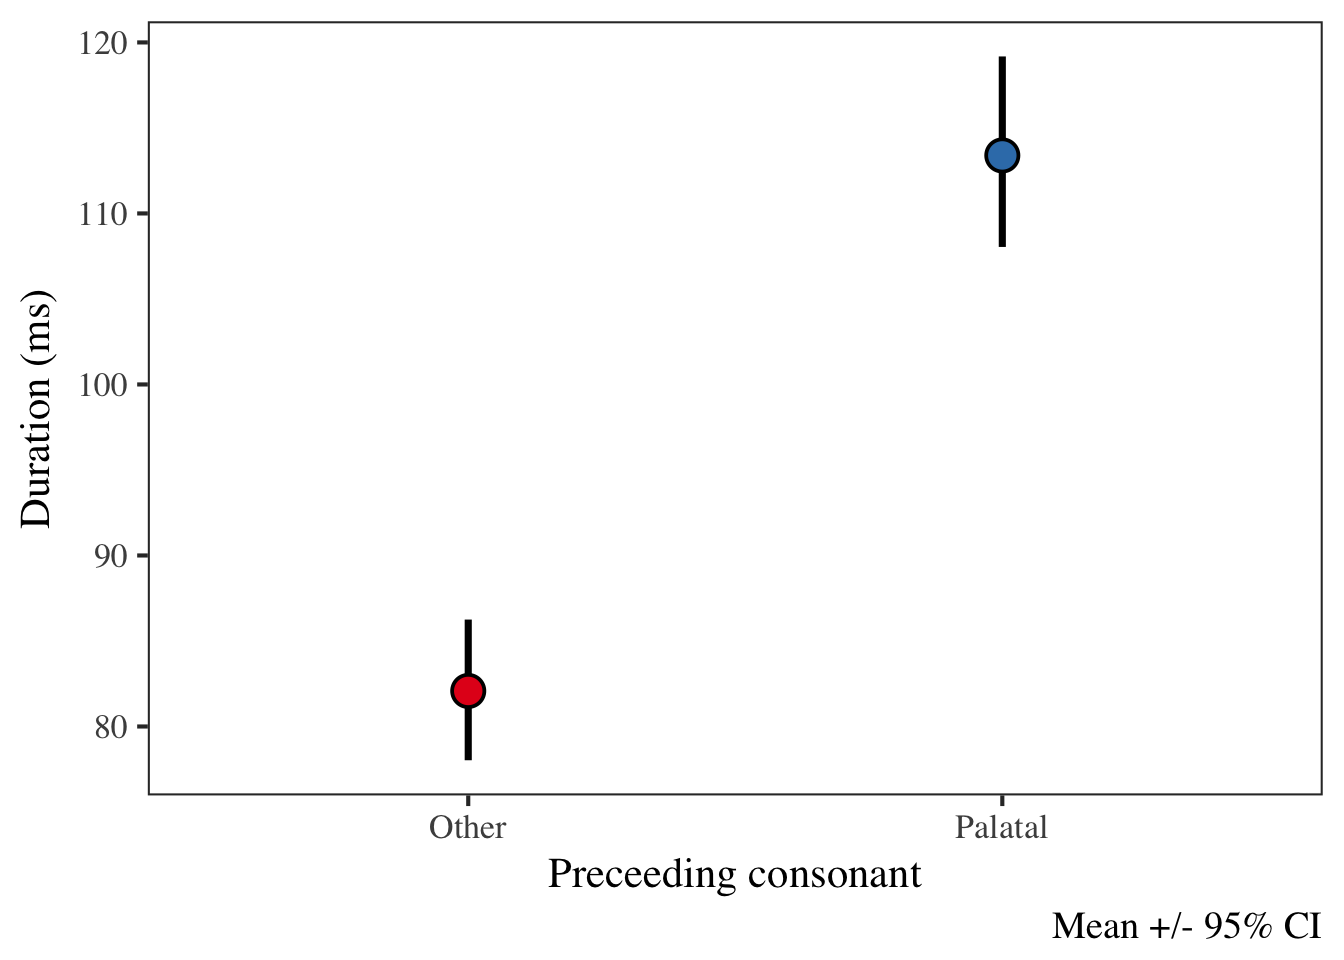 120
110
100
90
80
Duration (ms)
Other Palatal
Preceeding consonant
Mean +/- 95% CI